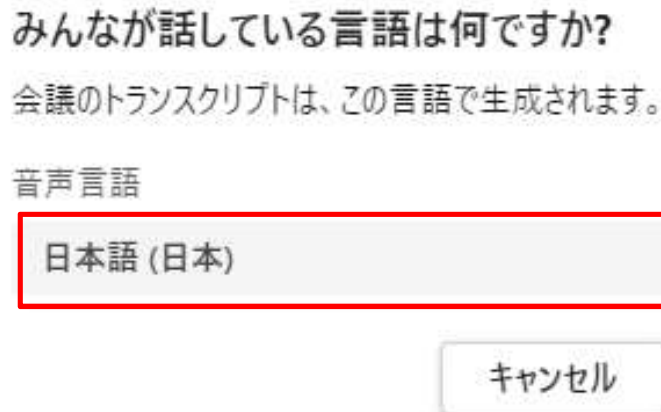 みんなが話している言語は何ですか?
会議のトランスクリプトは、この言語で生成されます。
音声言語
日本語 (日本)
キャンセル